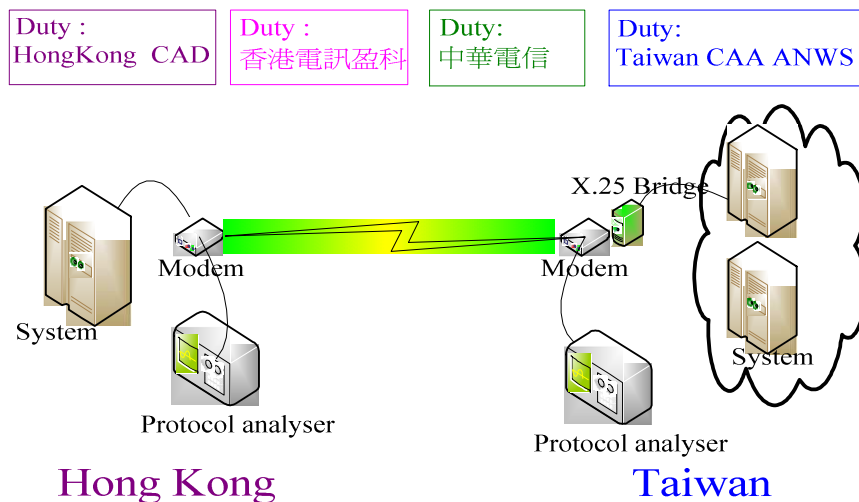 Duty :
HongKong CAD
Duty :
香港電訊盈科
Duty:
中華電信
Duty:
Taiwan CAA ANWS
X.25 Bridge
Modem
Modem
System
System
Protocol analyser
Protocol analyser
Hong Kong
Taiwan